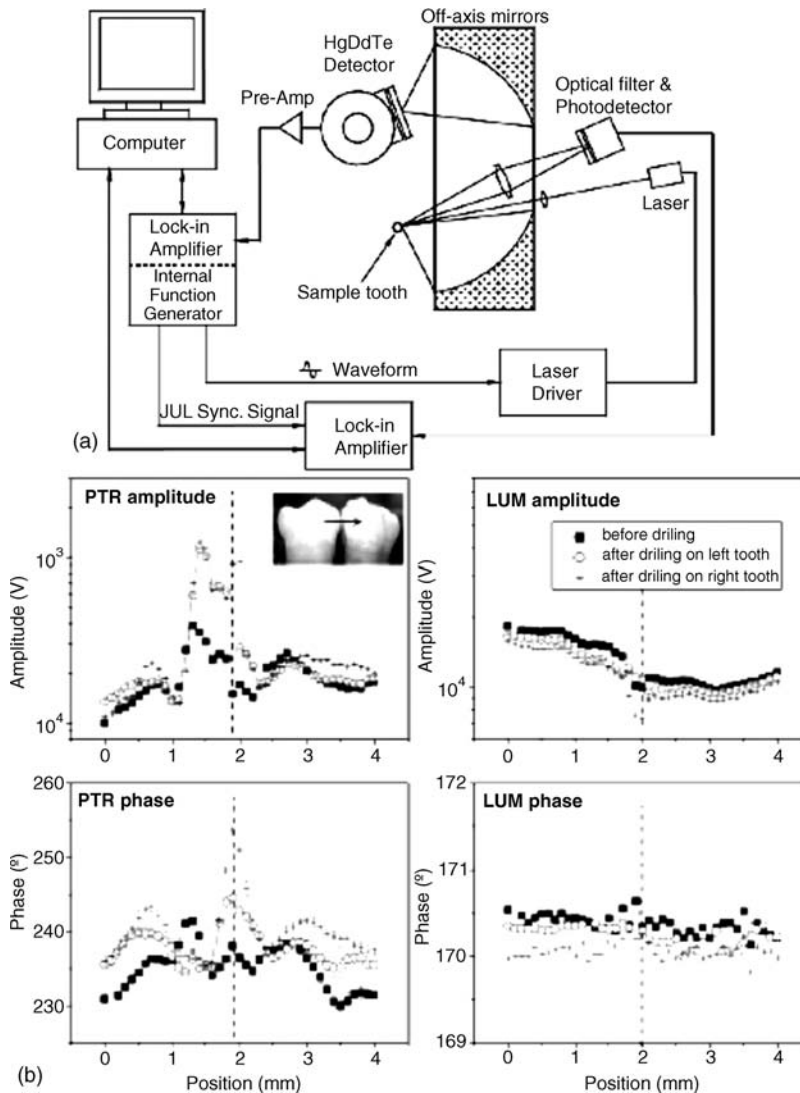 Off-axis mirrors
HgDdTe
Detector
Optical filter &
Photodetector
Pre-Amp
Computer
Laser
Lock-in
Amplifier
Internal
Function
Generator
Sample tooth
Waveform
Laser
Driver
JUL Sync. Signal
Lock-in
Amplifier
(a)
PTR amplitude
10³
10⁴
Amplitude (V)
0 1 2 3 4
LUM amplitude
before driling
after driling on left tooth
after driling on right tooth
10⁴
Amplitude (V)
0 1 2 3 4
PTR phase
260
250
240
230
Phase (º)
0 1 2 3 4
Position (mm)
LUM phase
172
171
170
169
Phase (º)
0 1 2 3 4
Position (mm)
(b)